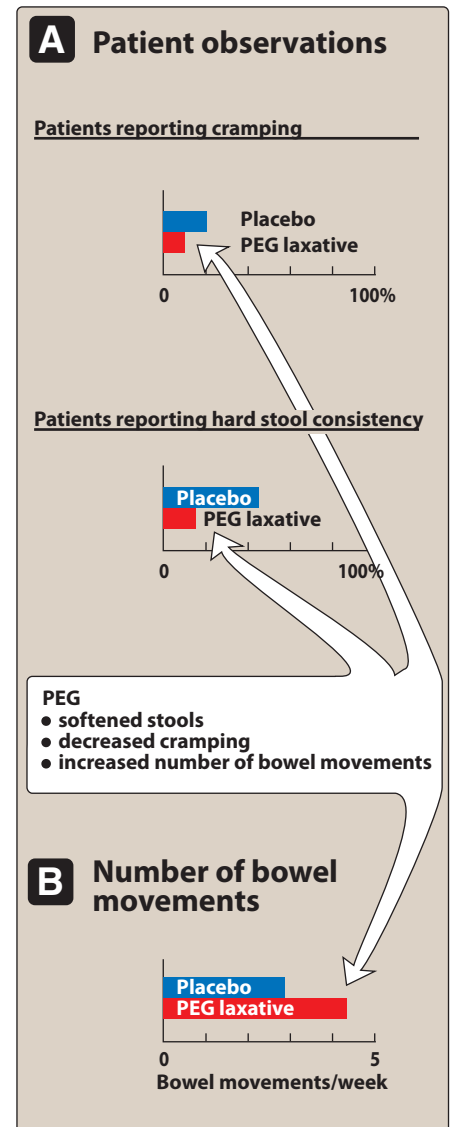 A Patient observations
Patients reporting cramping
Placebo
PEG laxative
0 100%
Patients reporting hard stool consistency
Placebo
PEG laxative
0 100%
PEG
• softened stools
• decreased cramping
• increased number of bowel movements
B Number of bowel
movements
Placebo
PEG laxative
0 5
Bowel movements/week